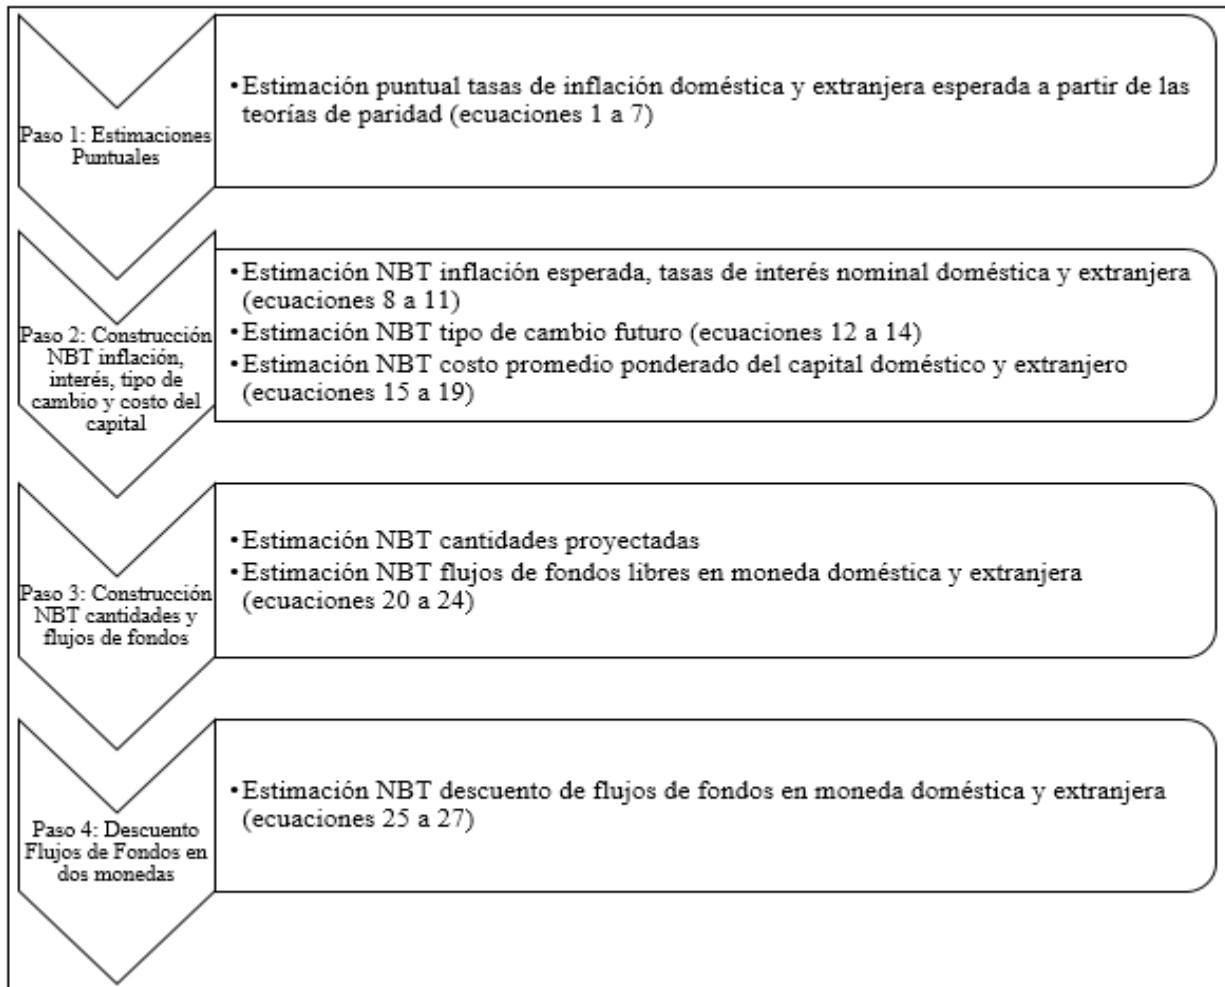 Paso 1: Estimaciones
Puntuales
•Estimación puntual tasas de inflación doméstica y extranjera esperada a partir de las
teorías de paridad (ecuaciones 1 a 7)
Paso 2: Construcción
NBT inflación,
interés, tipo de
cambio y costo del
capital
•Estimación NBT inflación esperada, tasas de interés nominal doméstica y extranjera
(ecuaciones 8 a 11)
•Estimación NBT tipo de cambio futuro (ecuaciones 12 a 14)
•Estimación NBT costo promedio ponderado del capital doméstico y extranjero
(ecuaciones 15 a 19)
Paso 3: Construcción
NBT cantidades y
flujos de fondos
•Estimación NBT cantidades proyectadas
•Estimación NBT flujos de fondos libres en moneda doméstica y extranjera
(ecuaciones 20 a 24)
Paso 4: Descuento
Flujos de Fondos en
dos monedas
•Estimación NBT descuento de flujos de fondos en moneda doméstica y extranjera
(ecuaciones 25 a 27)